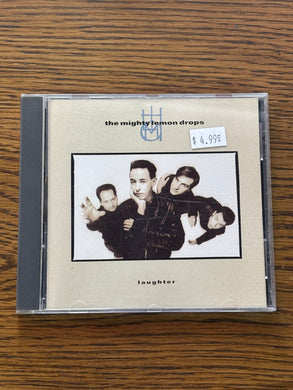 the mighty lemon drops
$ 4.99
laughter